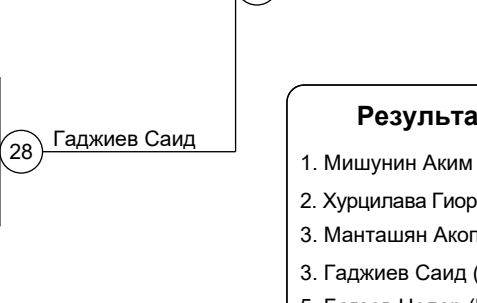 28
Гаджиев Саид
Результа
1. Мишунин Аким
2. Хурцилава Гиор
3. Манташян Акоп
3. Гаджиев Саид (